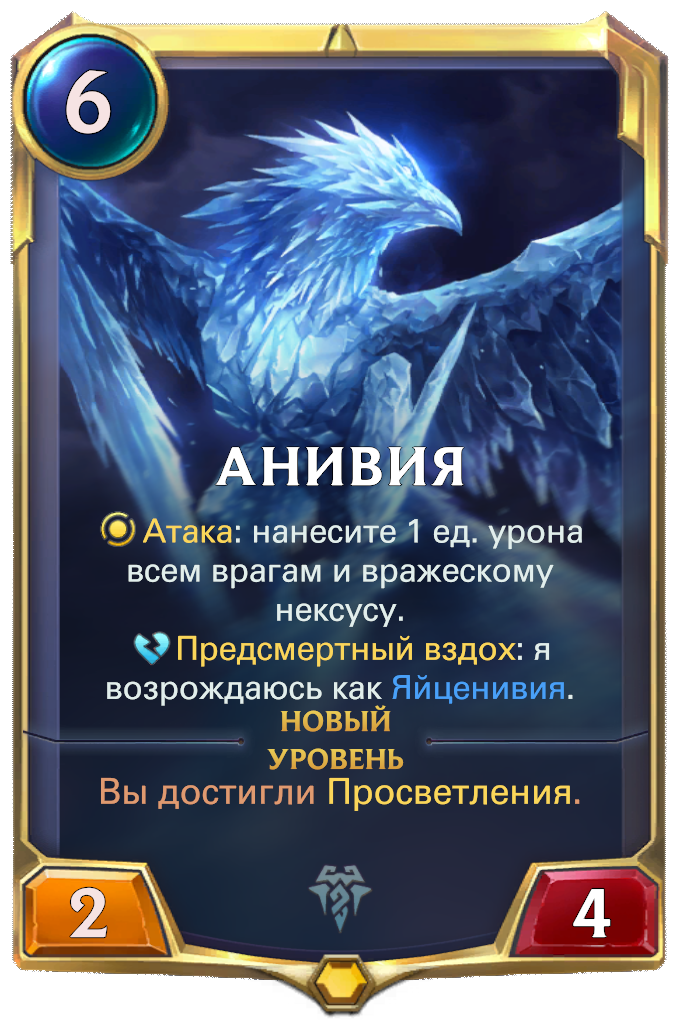 6
АНИВИЯ
Атака: нанесите 1 ед. урона
всем врагам и вражескому
нексусу.
Предсмертный вздох: я
возрождаюсь как Яйценивия.
НОВЫЙ
УРОВЕНЬ
Вы достигли Просветления.
2
4